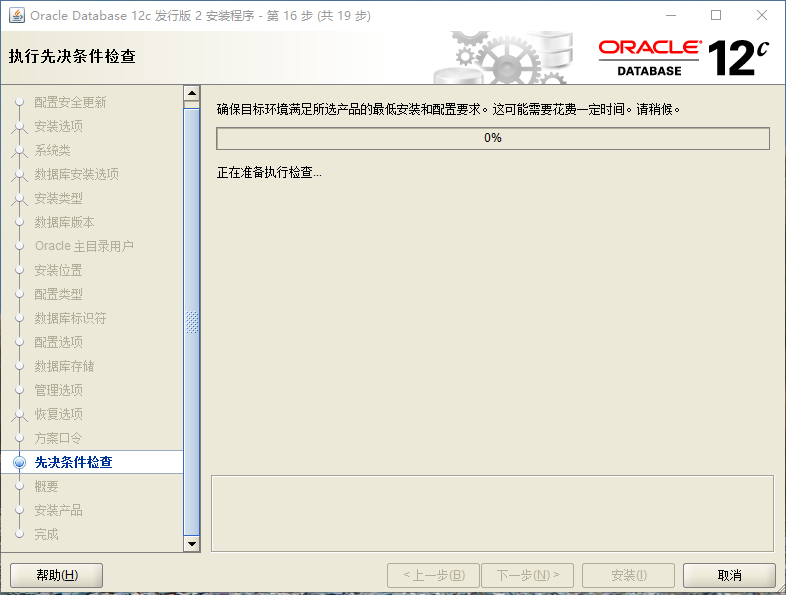 Oracle Database 12c 发行版 2 安装程序 - 第 16 步 (共 19 步)
执行先决条件检查
ORACLE®
DATABASE
12c
配置安全更新
安装选项
系统类
数据库安装选项
安装类型
数据库版本
Oracle 主目录用户
安装位置
配置类型
数据库标识符
配置选项
数据库存储
管理选项
恢复选项
方案口令
先决条件检查
概要
安装产品
完成
确保目标环境满足所选产品的最低安装和配置要求。这可能需要花费一定时间。请稍候。
0%
正在准备执行检查...
帮助(H)
< 上一步(B)
下一步(N) >
安装(I)
取消